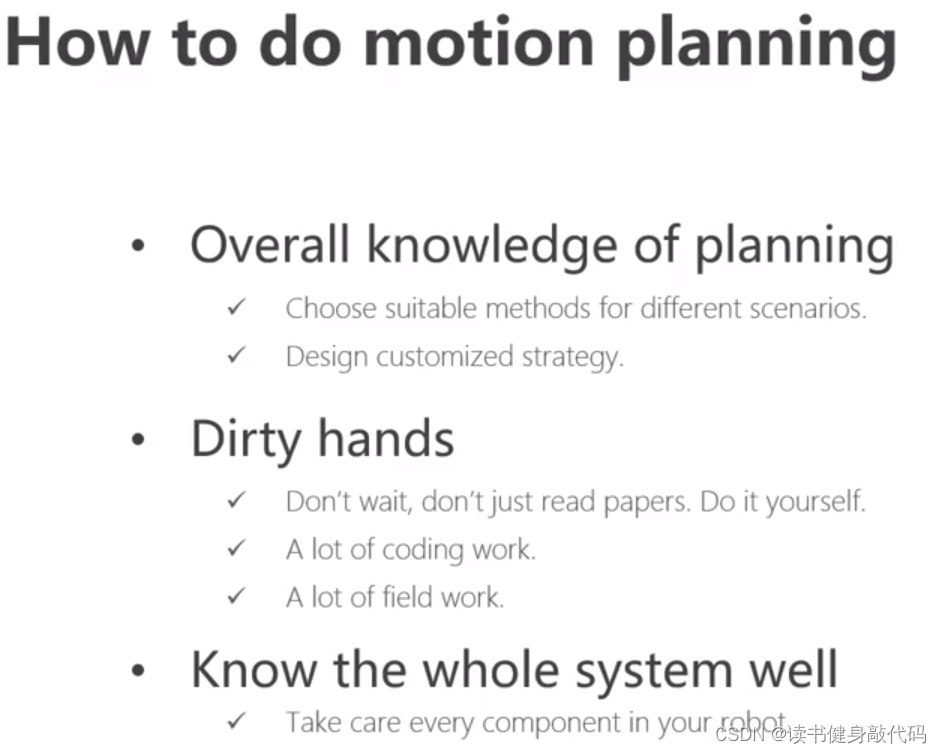 How to do motion planning
• Overall knowledge of planning
✓ Choose suitable methods for different scenarios.
✓ Design customized strategy.
• Dirty hands
✓ Don't wait, don't just read papers. Do it yourself.
✓ A lot of coding work.
✓ A lot of field work.
• Know the whole system well
✓ Take care every component in your robot
CSDN @读书健身敲代码